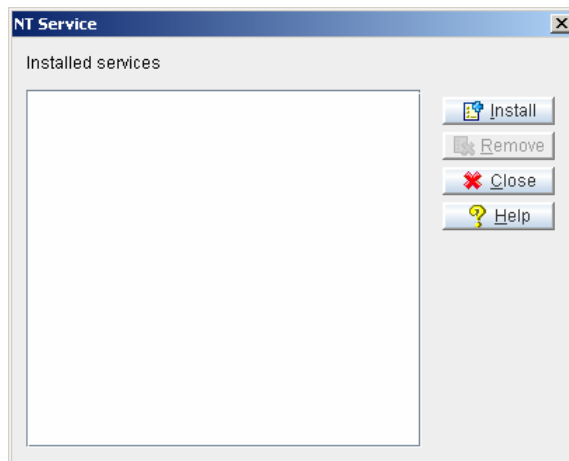 NT Service
Installed services
Install
Remove
Close
Help